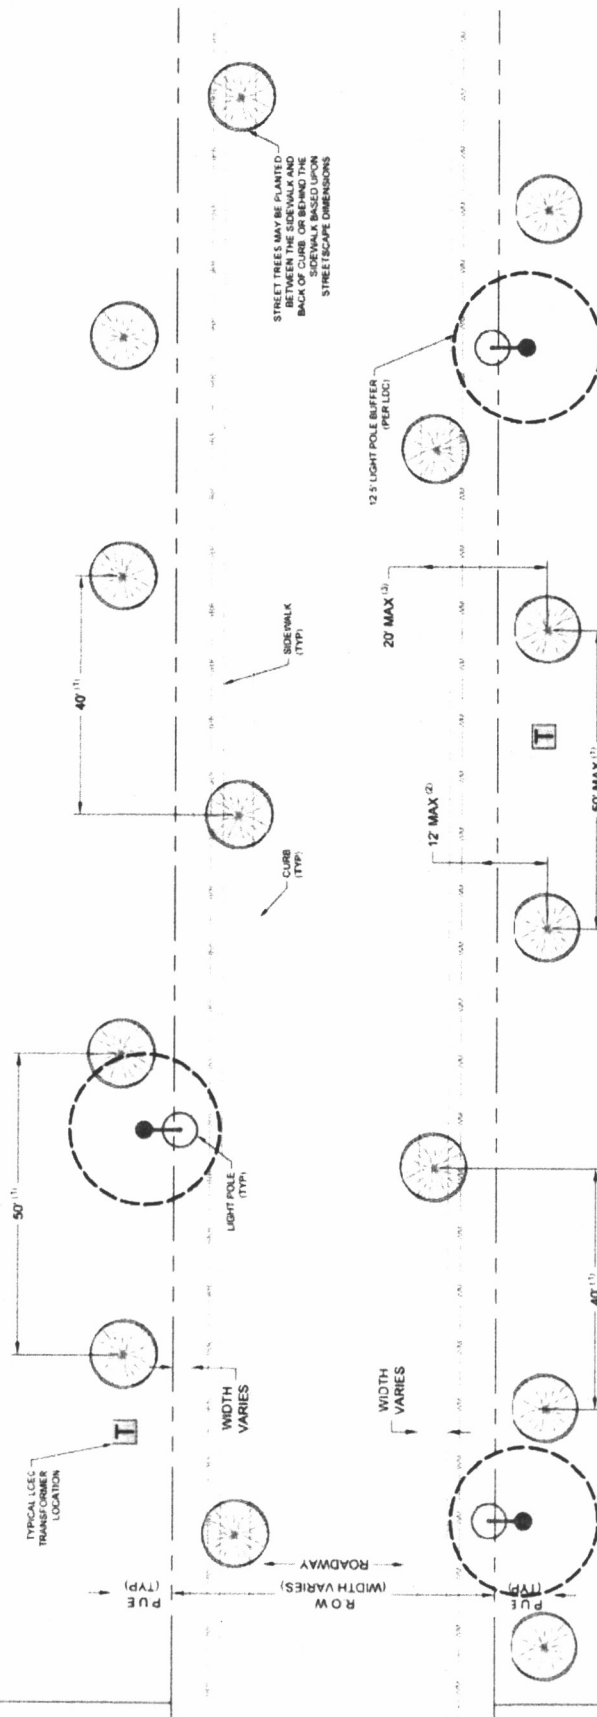 STREET TREES MAY BE PLANTED
BETWEEN THE SIDEWALK AND
BACK OF CURB OR BEHIND THE
SIDEWALK BASED UPON
STREETSCAPE DIMENSIONS
12.5' LIGHT POLE BUFFER
(PER LDC)
40' (1)
SIDEWALK
(TYP)
20' MAX (3)
T
CURB
(TYP)
12' MAX (2)
50' MAX (1)
50' (1)
LIGHT POLE
(TYP)
40' (1)
WIDTH
VARIES
WIDTH
VARIES
T
TYPICAL LCEC
TRANSFORMER
LOCATION
P U E
(TYP)
R O W
(WIDTH VARIES)
ROADWAY
P U E
(TYP)